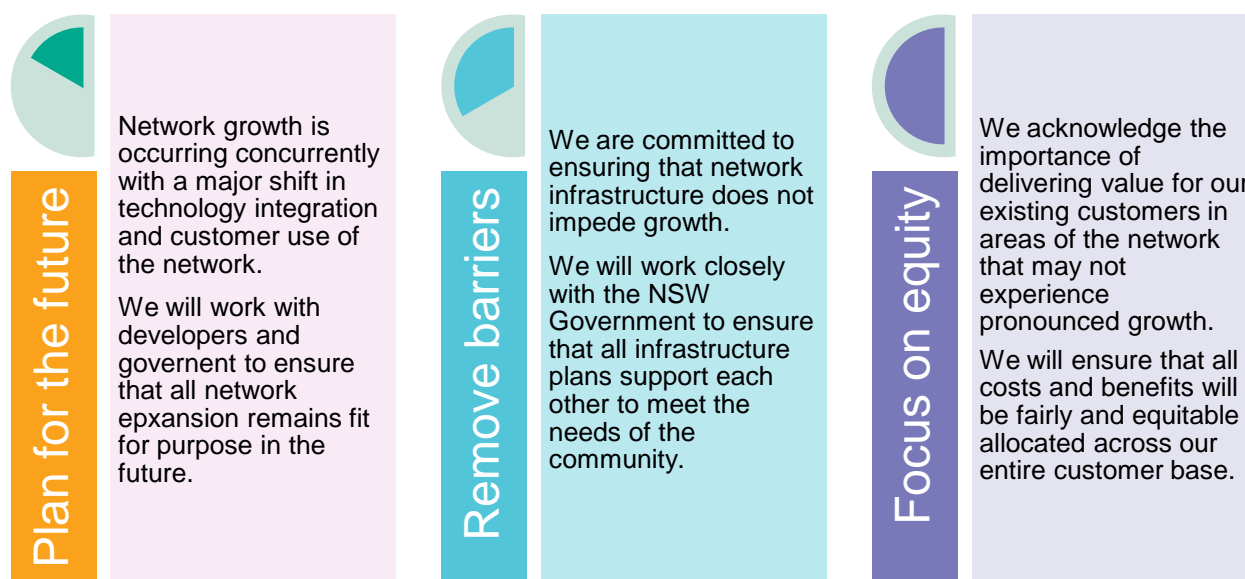 Plan for the future
Network growth is
occurring concurrently
with a major shift in
technology integration
and customer use of
the network.
We will work with
developers and
governent to ensure
that all network
epxansion remains fit
for purpose in the
future.
Remove barriers
We are committed to
ensuring that network
infrastructure does not
impede growth.
We will work closely
with the NSW
Government to ensure
that all infrastructure
plans support each
other to meet the
needs of the
community.
Focus on equity
We acknowledge the
importance of
delivering value for our
existing customers in
areas of the network
that may not
experience
pronounced growth.
We will ensure that all
costs and benefits will
be fairly and equitable
allocated across our
entire customer base.